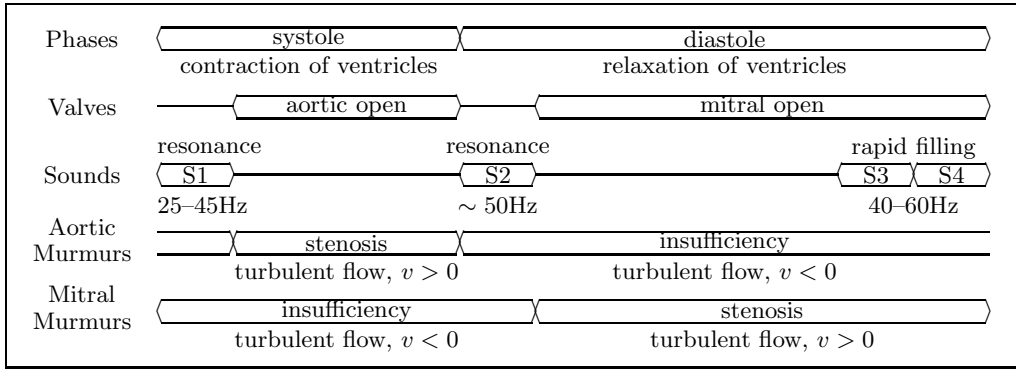 Phases systole diastole
contraction of ventricles relaxation of ventricles
Valves aortic open mitral open
resonance resonance rapid filling
Sounds S1 S2 S3 S4
25–45Hz ∼ 50Hz 40–60Hz
Aortic
Murmurs stenosis insufficiency
turbulent flow, v > 0 turbulent flow, v < 0
Mitral
Murmurs insufficiency stenosis
turbulent flow, v < 0 turbulent flow, v > 0